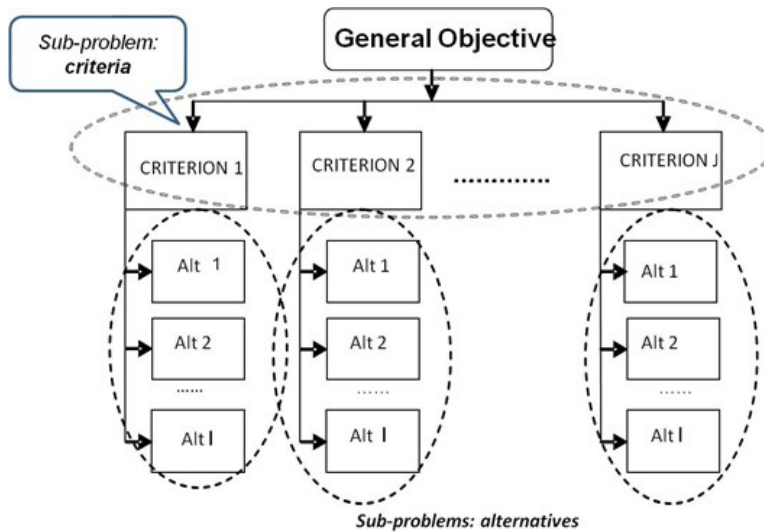 Sub-problem:
criteria
General Objective
CRITERION 1
CRITERION 2
..............
CRITERION J
Alt 1
Alt 2
......
Alt I
Alt 1
Alt 2
......
Alt I
Alt 1
Alt 2
......
Alt I
Sub-problems: alternatives